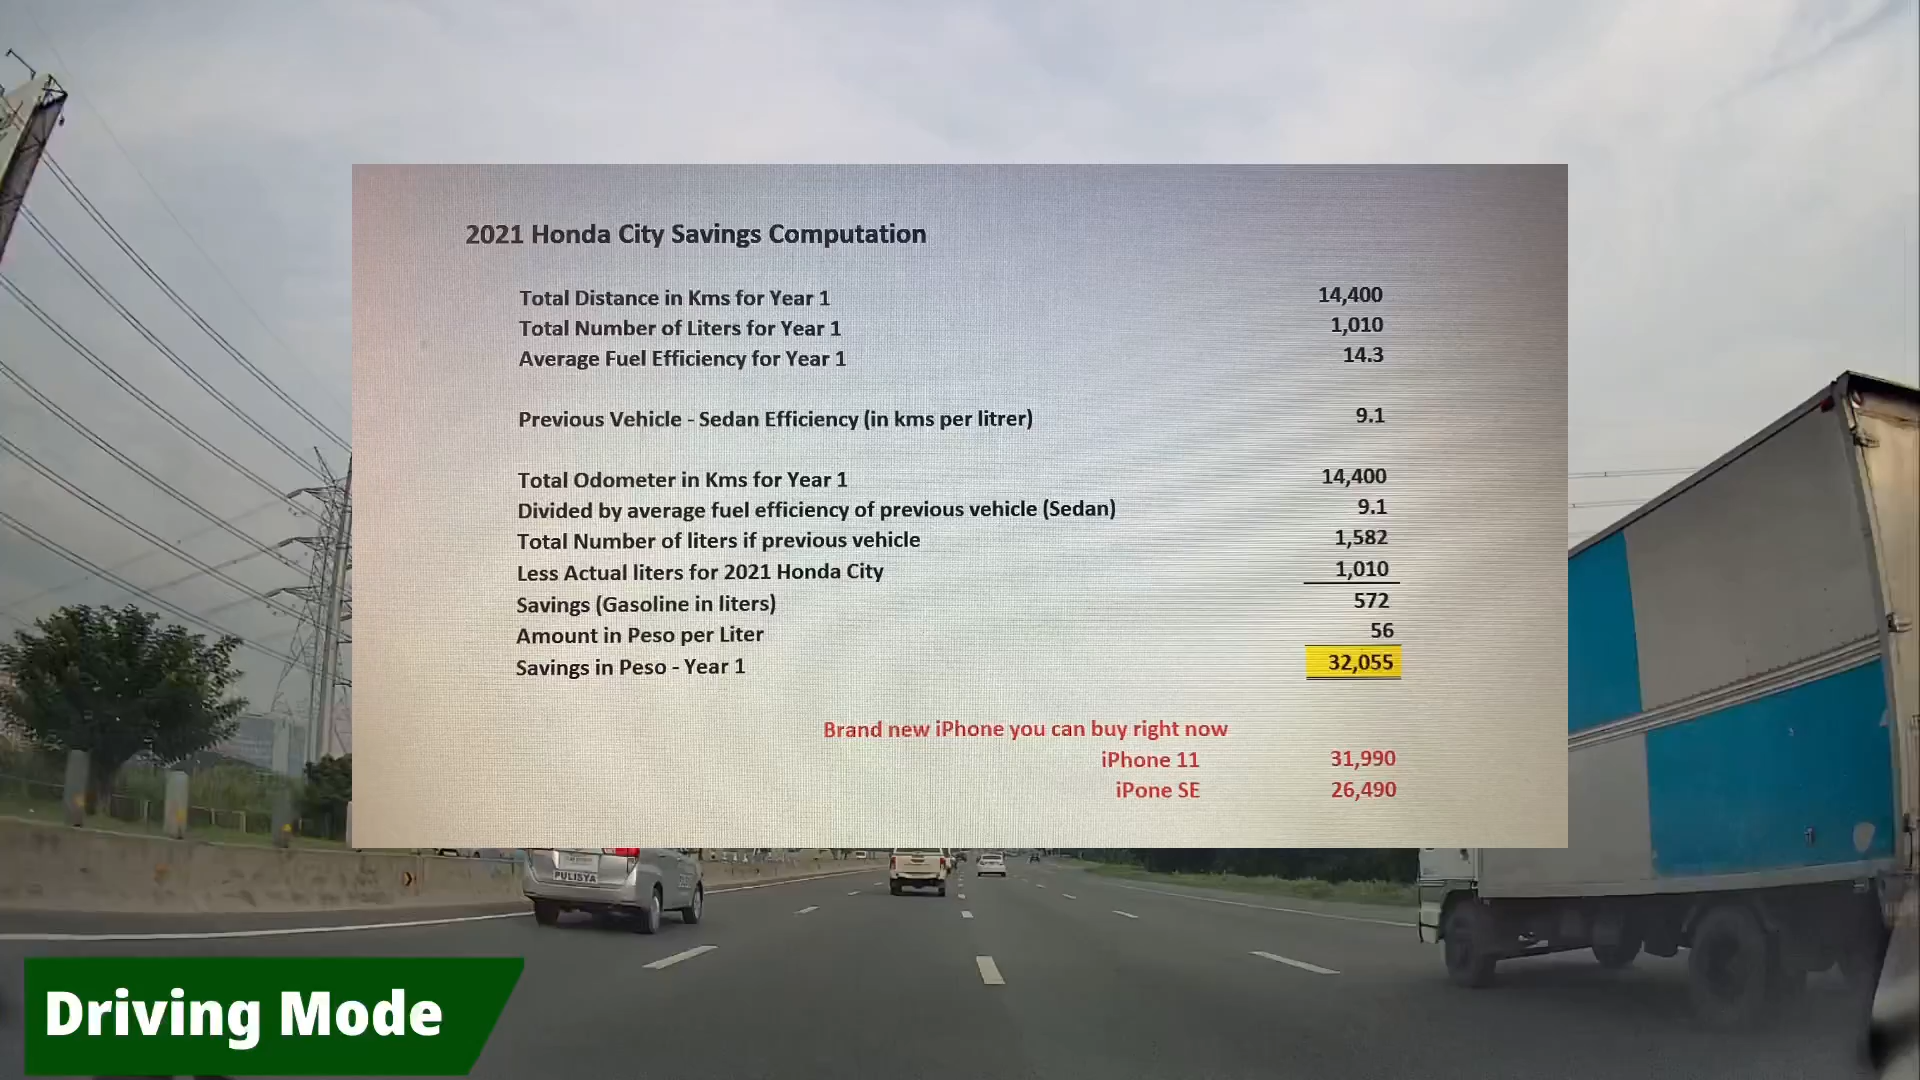 2021 Honda City Savings Computation
Total Distance in Kms for Year 1 14,400
Total Number of Liters for Year 1 1,010
Average Fuel Efficiency for Year 1 14.3
Previous Vehicle - Sedan Efficiency (in kms per litrer) 9.1
Total Odometer in Kms for Year 1 14,400
Divided by average fuel efficiency of previous vehicle (Sedan) 9.1
Total Number of liters if previous vehicle 1,582
Less Actual liters for 2021 Honda City 1,010
Savings (Gasoline in liters) 572
Amount in Peso per Liter 56
Savings in Peso - Year 1 32,055
Brand new iPhone you can buy right now
iPhone 11 31,990
iPone SE 26,490
PULISYA
Driving Mode